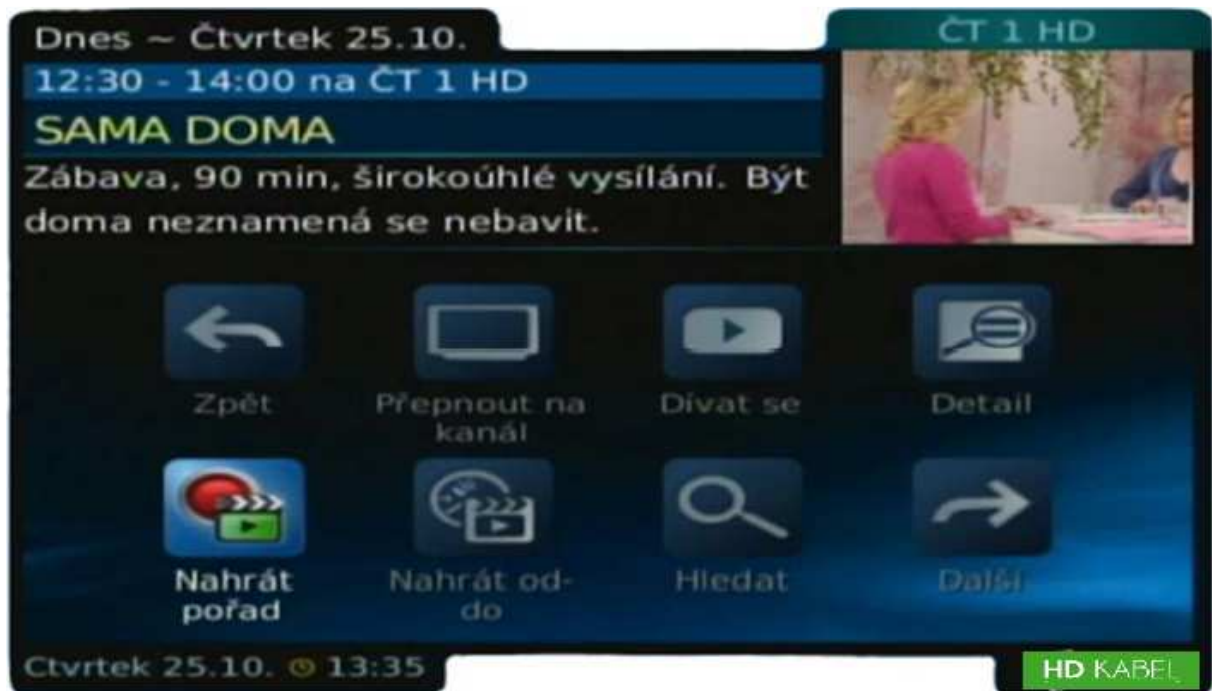 Dnes ~ Čtvrtek 25.10.
ČT 1 HD
12:30 - 14:00 na ČT 1 HD
SAMA DOMA
Zábava, 90 min, širokoúhlé vysílání. Být
doma neznamená se nebavit.
Zpět
Přepnout na
kanál
Dívat se
Detail
Nahrát
pořad
Nahrát od-
do
Hledat
Další
Čtvrtek 25.10. 13:35
HD KABEL